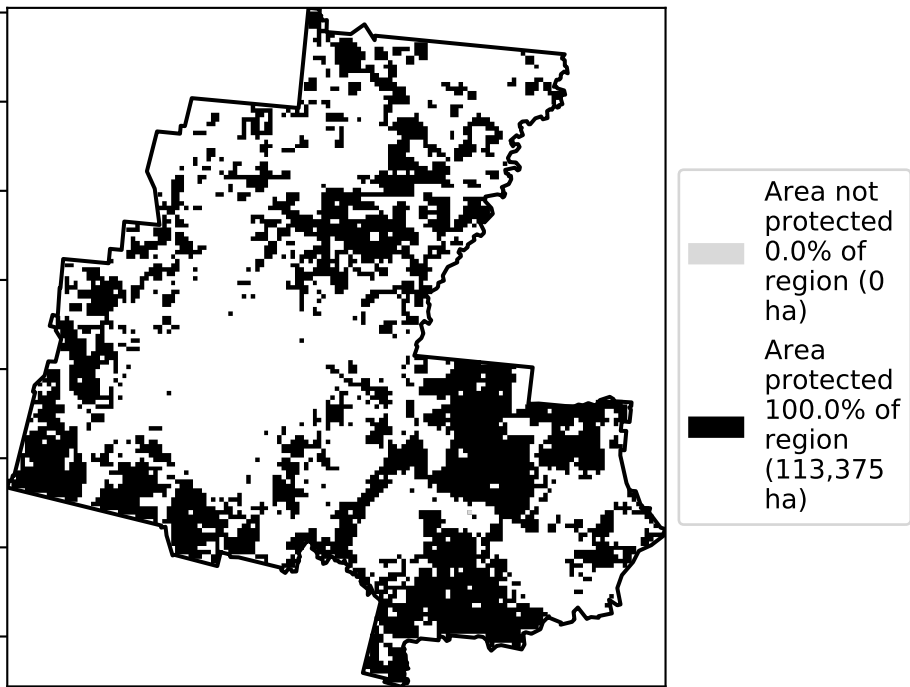 Area not
protected
0.0% of
region (0
ha)
Area
protected
100.0% of
region
(113,375
ha)